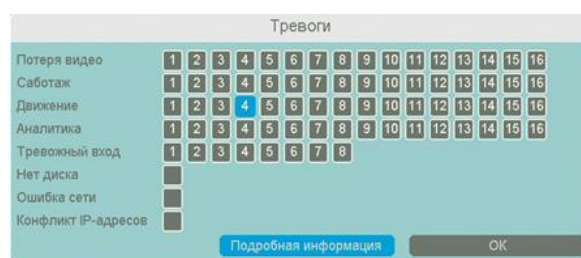 Тревоги
Потеря видео 1 2 3 4 5 6 7 8 9 10 11 12 13 14 15 16
Саботаж 1 2 3 4 5 6 7 8 9 10 11 12 13 14 15 16
Движение 1 2 3 4 5 6 7 8 9 10 11 12 13 14 15 16
Аналитика 1 2 3 4 5 6 7 8 9 10 11 12 13 14 15 16
Тревожный вход 1 2 3 4 5 6 7 8
Нет диска
Ошибка сети
Конфликт IP-адресов
Подробная информация OK